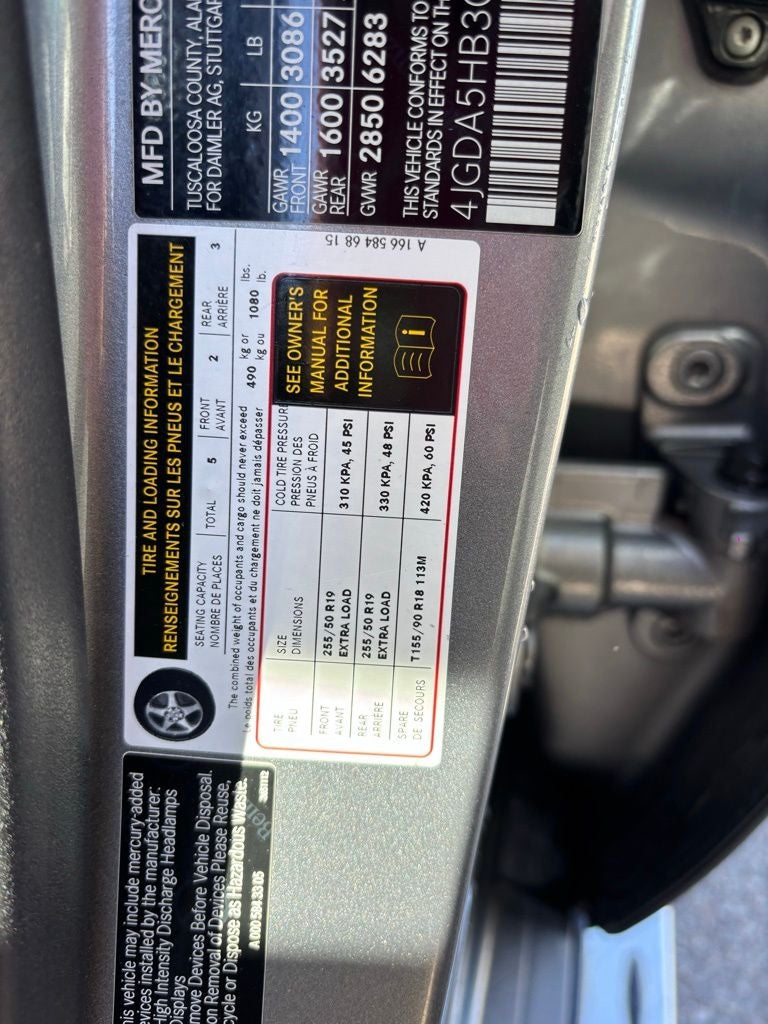 MFD BY MERC
TUSCALOOSA COUNTY, ALA
FOR DAIMLER AG, STUTTGAR
KG LB
GAWR
FRONT 1400 3086
GAWR
REAR 1600 3527
GVWR 2850 6283
THIS VEHICLE CONFORMS TO
STANDARDS IN EFFECT ON TH
4JGDA5HB3C
TIRE AND LOADING INFORMATION
RENSEIGNEMENTS SUR LES PNEUS ET LE CHARGEMENT
SEATING CAPACITY
NOMBRE DE PLACES
TOTAL 5
FRONT
AVANT 2
REAR
ARRIÈRE 3
The combined weight of occupants and cargo should never exceed
Le poids total des occupants et du chargement ne doit jamais dépasser
490 kg or
kg ou 1080 lbs.
lb.
TIRE
PNEU
SIZE
DIMENSIONS
COLD TIRE PRESSURE
PRESSION DES
PNEUS À FROID
FRONT
AVANT
255/50 R19
EXTRA LOAD
310 KPA, 45 PSI
REAR
ARRIÈRE
255/50 R19
EXTRA LOAD
330 KPA, 48 PSI
SPARE
DE SECOURS
T155/90 R18 113M
420 KPA, 60 PSI
SEE OWNER'S
MANUAL FOR
ADDITIONAL
INFORMATION
i
A 166 584 68 15
his vehicle may include mercury-added
evices installed by the manufacturer:
High Intensity Discharge Headlamps
Displays
move Devices Before Vehicle Disposal.
on Removal of Devices Please Reuse,
cycle or Dispose as Hazardous Waste.
A 000 584 33 05